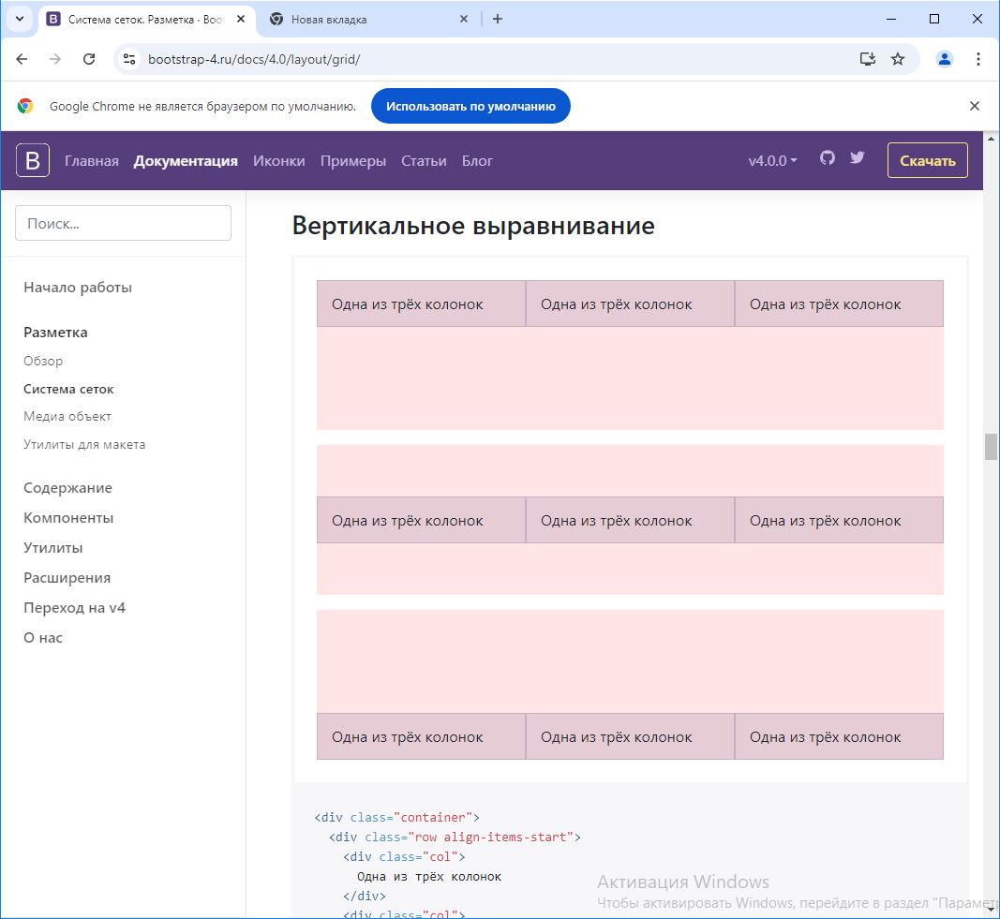 Система сеток. Разметка · Boo
Новая вкладка
bootstrap-4.ru/docs/4.0/layout/grid/
Google Chrome не является браузером по умолчанию.
Использовать по умолчанию
B Главная Документация Иконки Примеры Статьи Блог v4.0.0 Скачать
Поиск...
Начало работы
Разметка
Обзор
Система сеток
Медиа объект
Утилиты для макета
Содержание
Компоненты
Утилиты
Расширения
Переход на v4
О нас
Вертикальное выравнивание
Одна из трёх колонок Одна из трёх колонок Одна из трёх колонок
Одна из трёх колонок Одна из трёх колонок Одна из трёх колонок
Одна из трёх колонок Одна из трёх колонок Одна из трёх колонок
<div class="container">
<div class="row align-items-start">
<div class="col">
Одна из трёх колонок
</div>
<div class="col">
Активация Windows
Чтобы активировать Windows, перейдите в раздел "Парамет